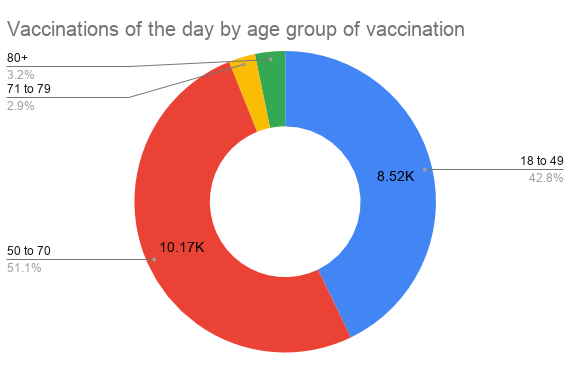 Vaccinations of the day by age group of vaccination
80+
3.2%
71 to 79
2.9%
18 to 49
42.8%
8.52K
10.17K
50 to 70
51.1%